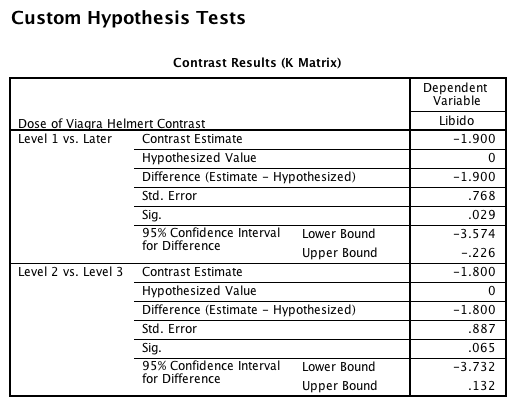 Custom Hypothesis Tests
Contrast Results (K Matrix)
Dependent
Variable
Dose of Viagra Helmert Contrast Libido
Level 1 vs. Later Contrast Estimate -1.900
Hypothesized Value 0
Difference (Estimate - Hypothesized) -1.900
Std. Error .768
Sig. .029
95% Confidence Interval Lower Bound -3.574
for Difference Upper Bound -.226
Level 2 vs. Level 3 Contrast Estimate -1.800
Hypothesized Value 0
Difference (Estimate - Hypothesized) -1.800
Std. Error .887
Sig. .065
95% Confidence Interval Lower Bound -3.732
for Difference Upper Bound .132